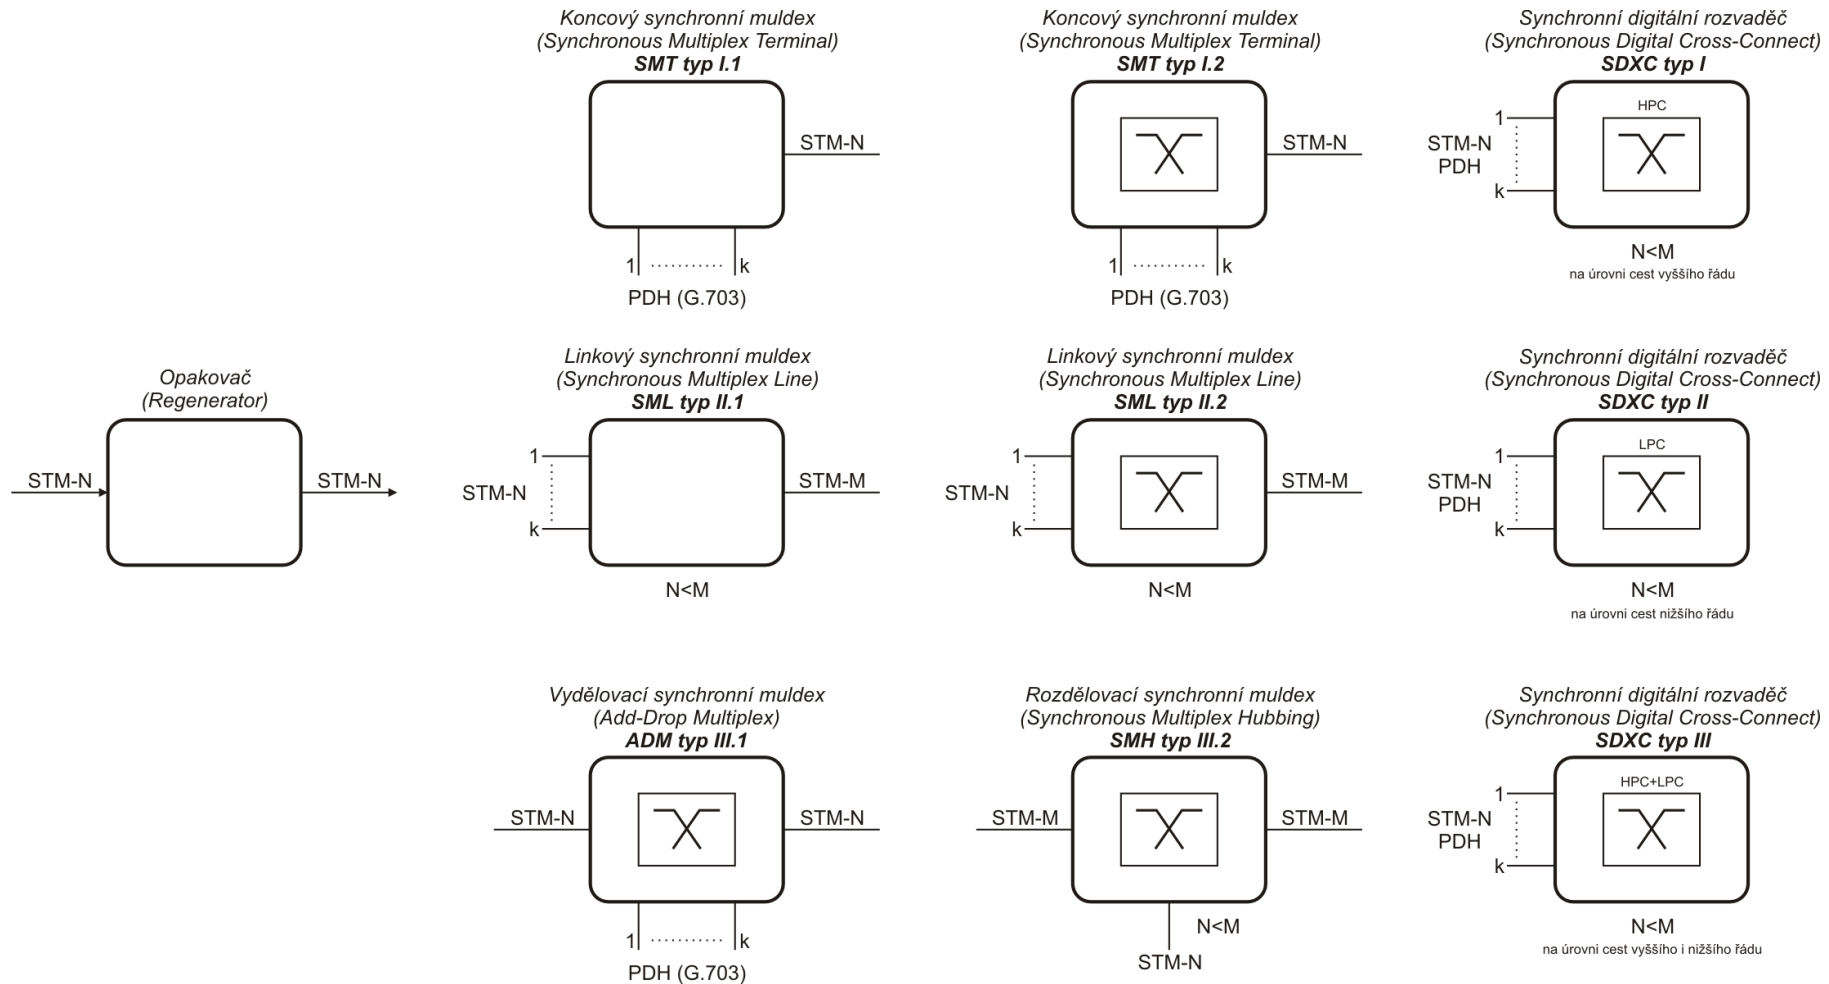 Koncový synchronní muldex
(Synchronous Multiplex Terminal)
SMT typ I.1
STM-N
1 ........... k
PDH (G.703)
Koncový synchronní muldex
(Synchronous Multiplex Terminal)
SMT typ I.2
STM-N
1 ........... k
PDH (G.703)
Synchronní digitální rozvaděč
(Synchronous Digital Cross-Connect)
SDXC typ I
HPC
1
STM-N
PDH
k
N<M
na úrovni cest vyššího řádu
Opakovač
(Regenerator)
STM-N
STM-N
Linkový synchronní muldex
(Synchronous Multiplex Line)
SML typ II.1
1
STM-N
k
STM-M
N<M
Linkový synchronní muldex
(Synchronous Multiplex Line)
SML typ II.2
1
STM-N
k
STM-M
N<M
Synchronní digitální rozvaděč
(Synchronous Digital Cross-Connect)
SDXC typ II
LPC
1
STM-N
PDH
k
N<M
na úrovni cest nižšího řádu
Vydělovací synchronní muldex
(Add-Drop Multiplex)
ADM typ III.1
STM-N
STM-N
1 ........... k
PDH (G.703)
Rozdělovací synchronní muldex
(Synchronous Multiplex Hubbing)
SMH typ III.2
STM-M
STM-M
N<M
STM-N
Synchronní digitální rozvaděč
(Synchronous Digital Cross-Connect)
SDXC typ III
HPC+LPC
1
STM-N
PDH
k
N<M
na úrovni cest vyššího i nižšího řádu